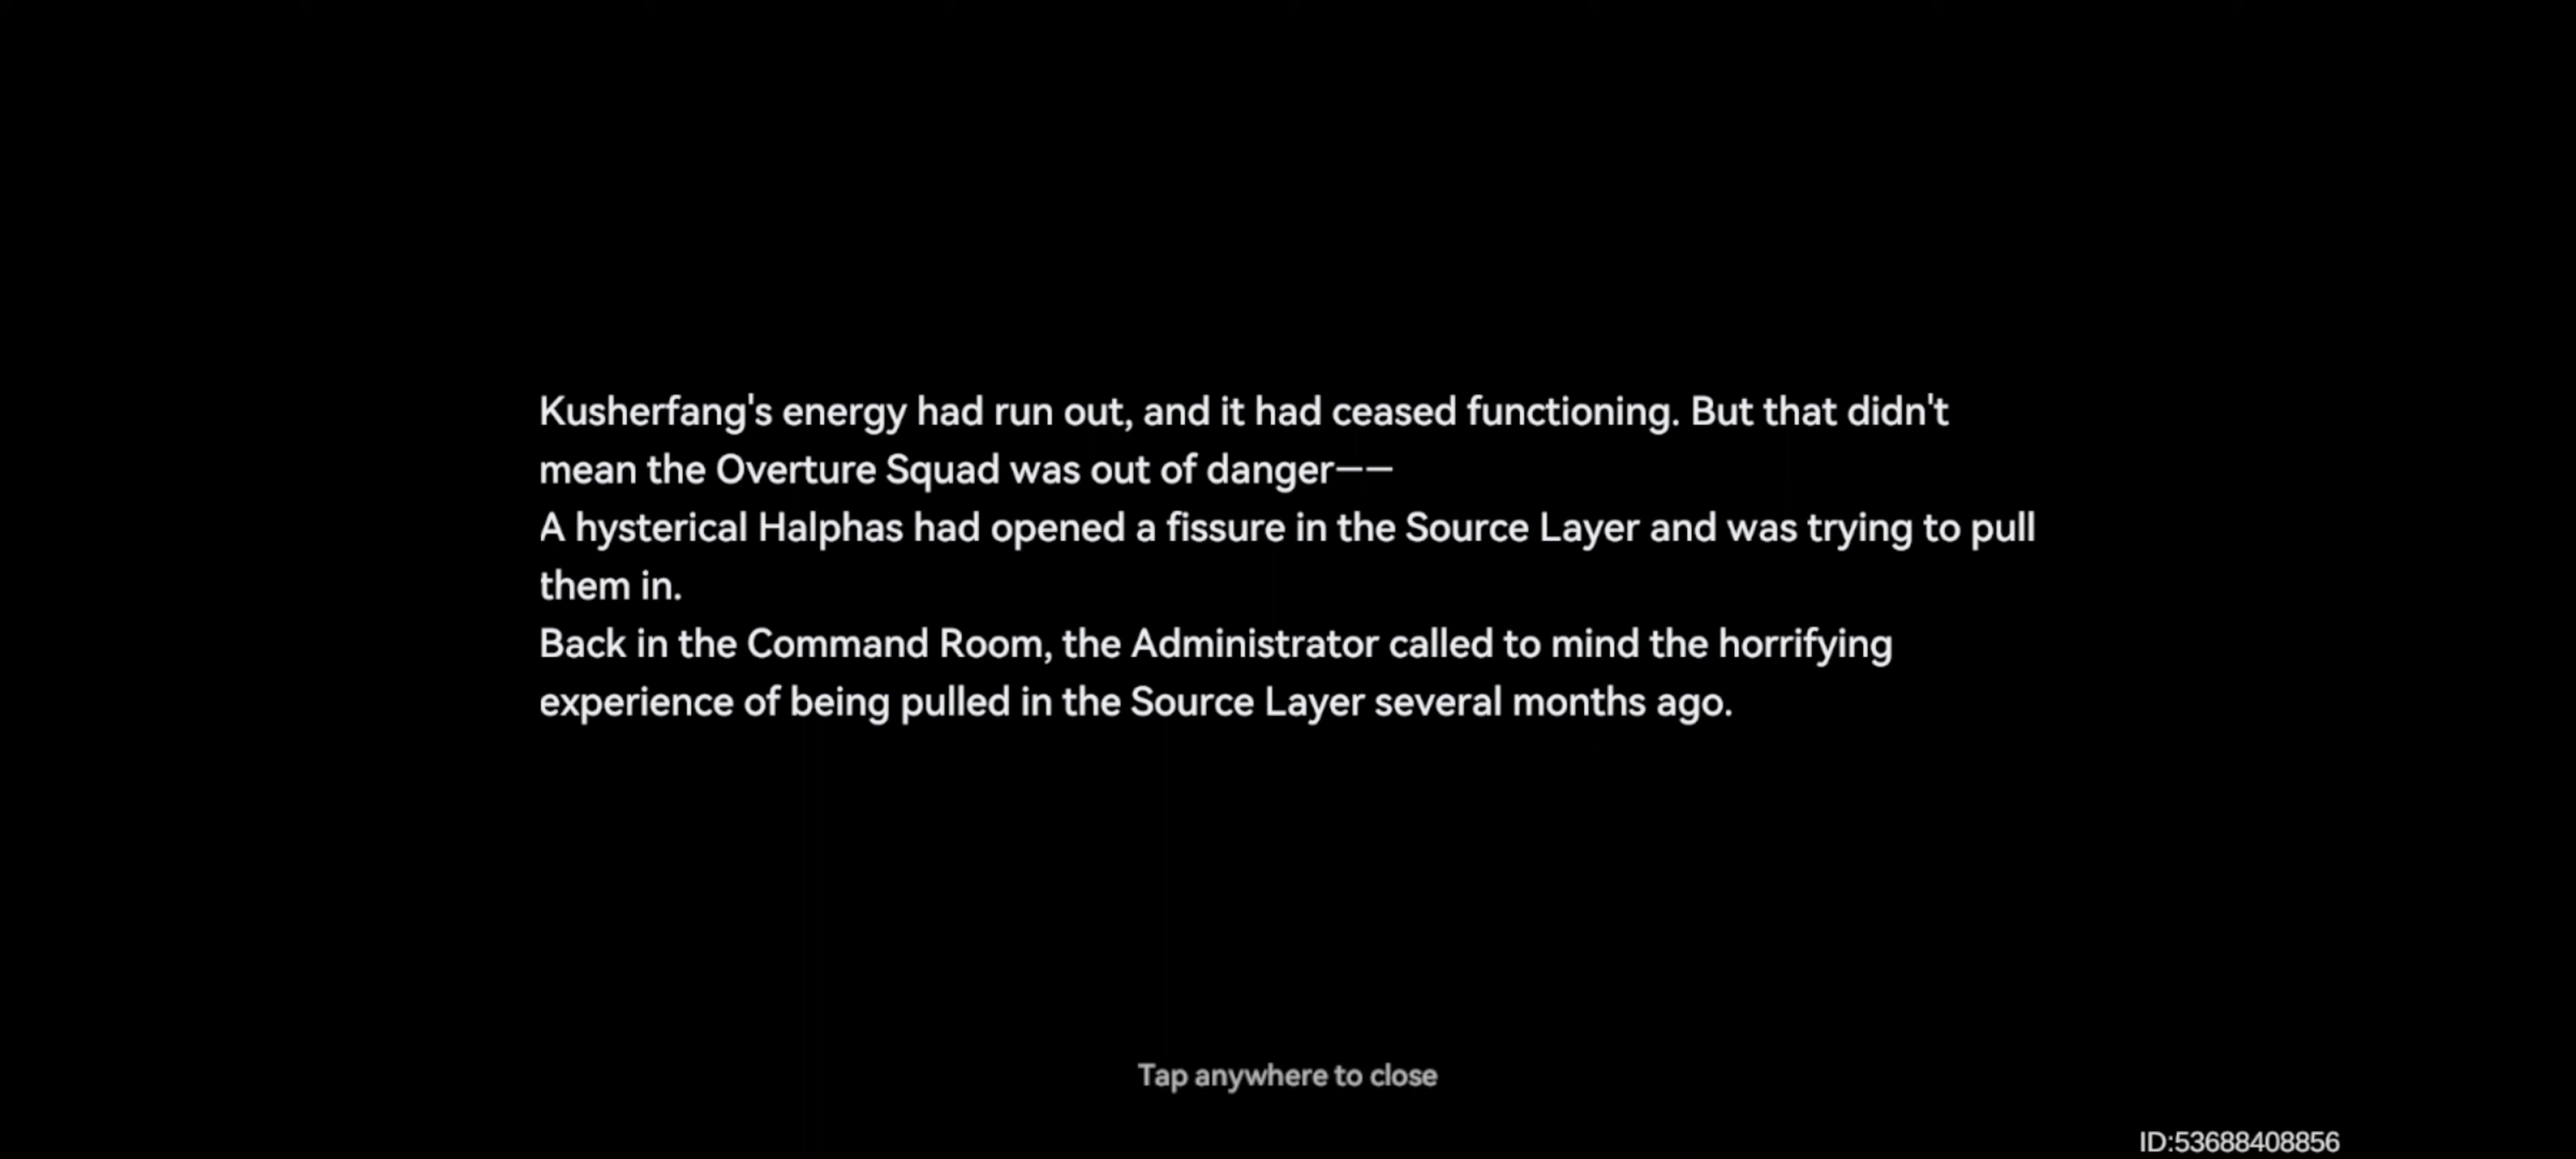 Kusherfang's energy had run out, and it had ceased functioning. But that didn't
mean the Overture Squad was out of danger——
A hysterical Halphas had opened a fissure in the Source Layer and was trying to pull
them in.
Back in the Command Room, the Administrator called to mind the horrifying
experience of being pulled in the Source Layer several months ago.
Tap anywhere to close
ID:53688408856